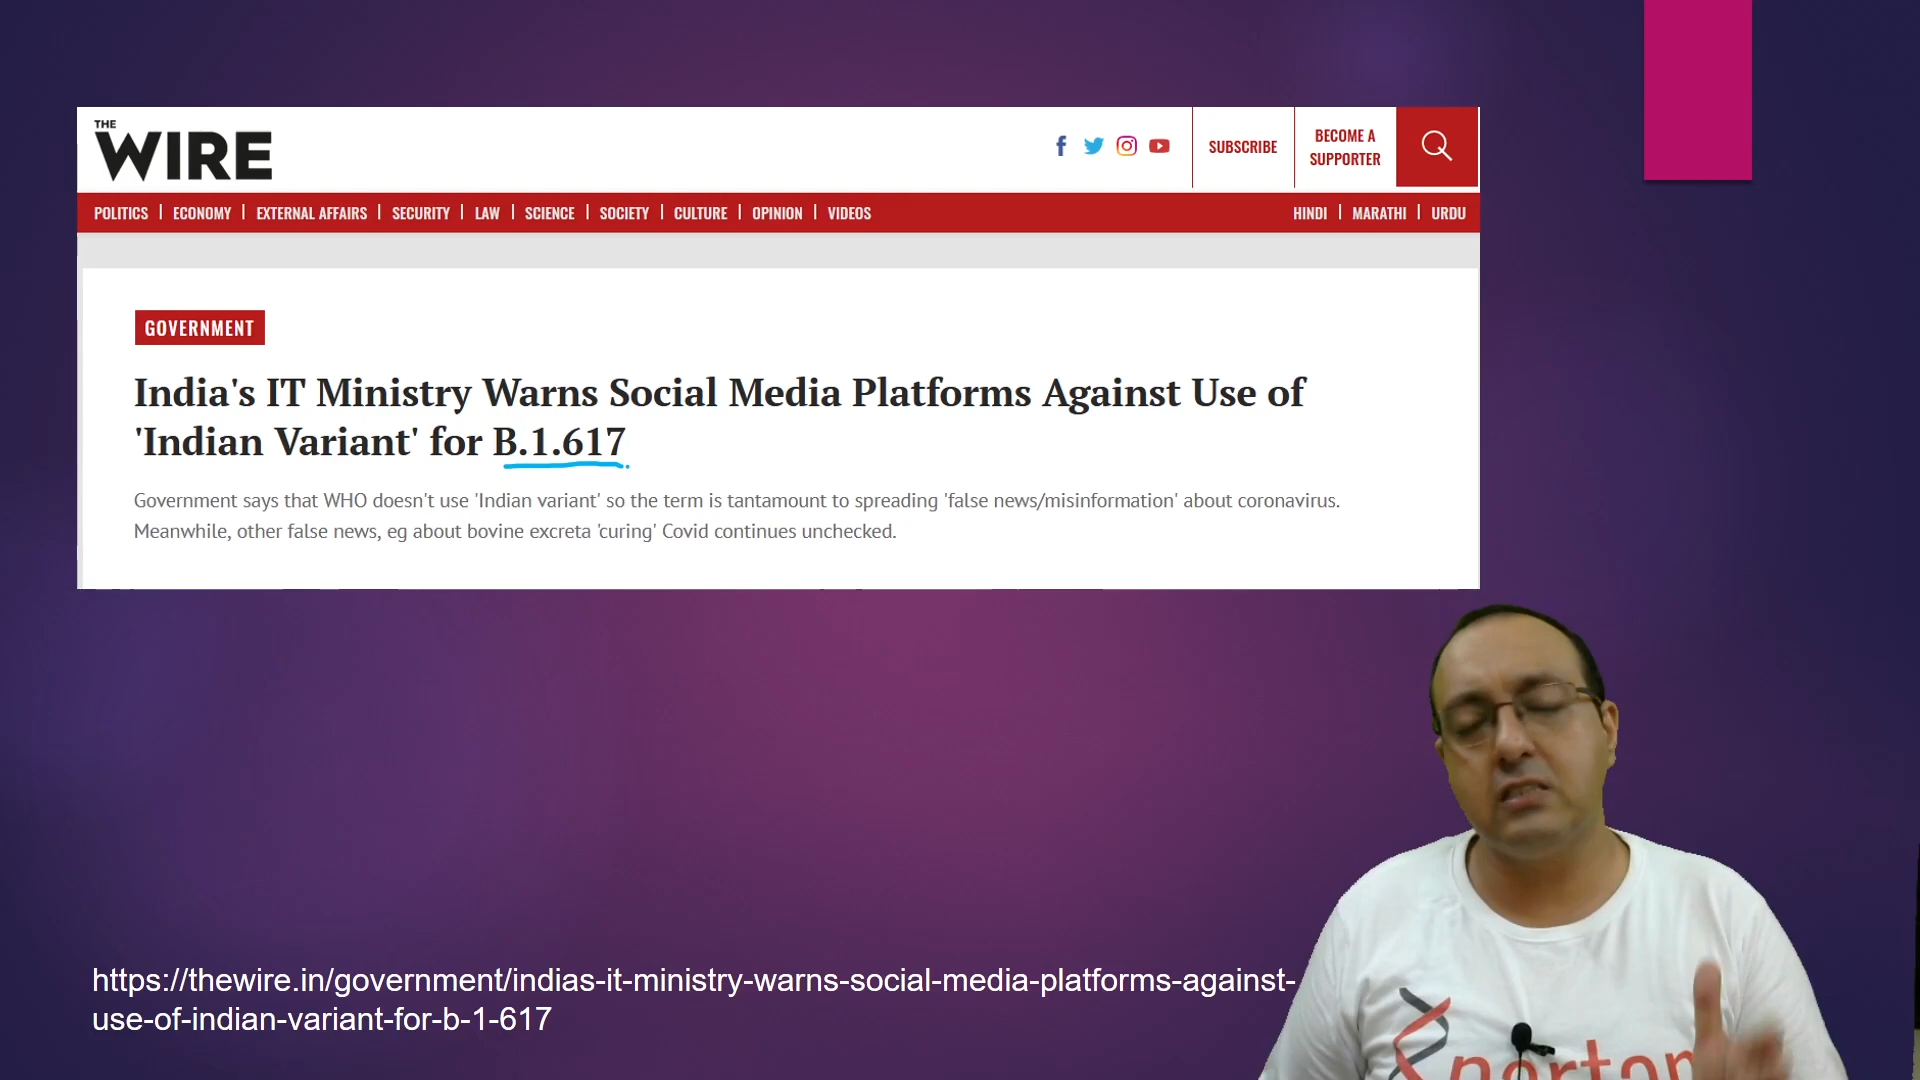 THE
WIRE
SUBSCRIBE
BECOME A
SUPPORTER
POLITICS | ECONOMY | EXTERNAL AFFAIRS | SECURITY | LAW | SCIENCE | SOCIETY | CULTURE | OPINION | VIDEOS
HINDI | MARATHI | URDU
GOVERNMENT
India's IT Ministry Warns Social Media Platforms Against Use of
'Indian Variant' for B.1.617
Government says that WHO doesn't use 'Indian variant' so the term is tantamount to spreading 'false news/misinformation' about coronavirus.
Meanwhile, other false news, eg about bovine excreta 'curing' Covid continues unchecked.
https://thewire.in/government/indias-it-ministry-warns-social-media-platforms-against-
use-of-indian-variant-for-b-1-617